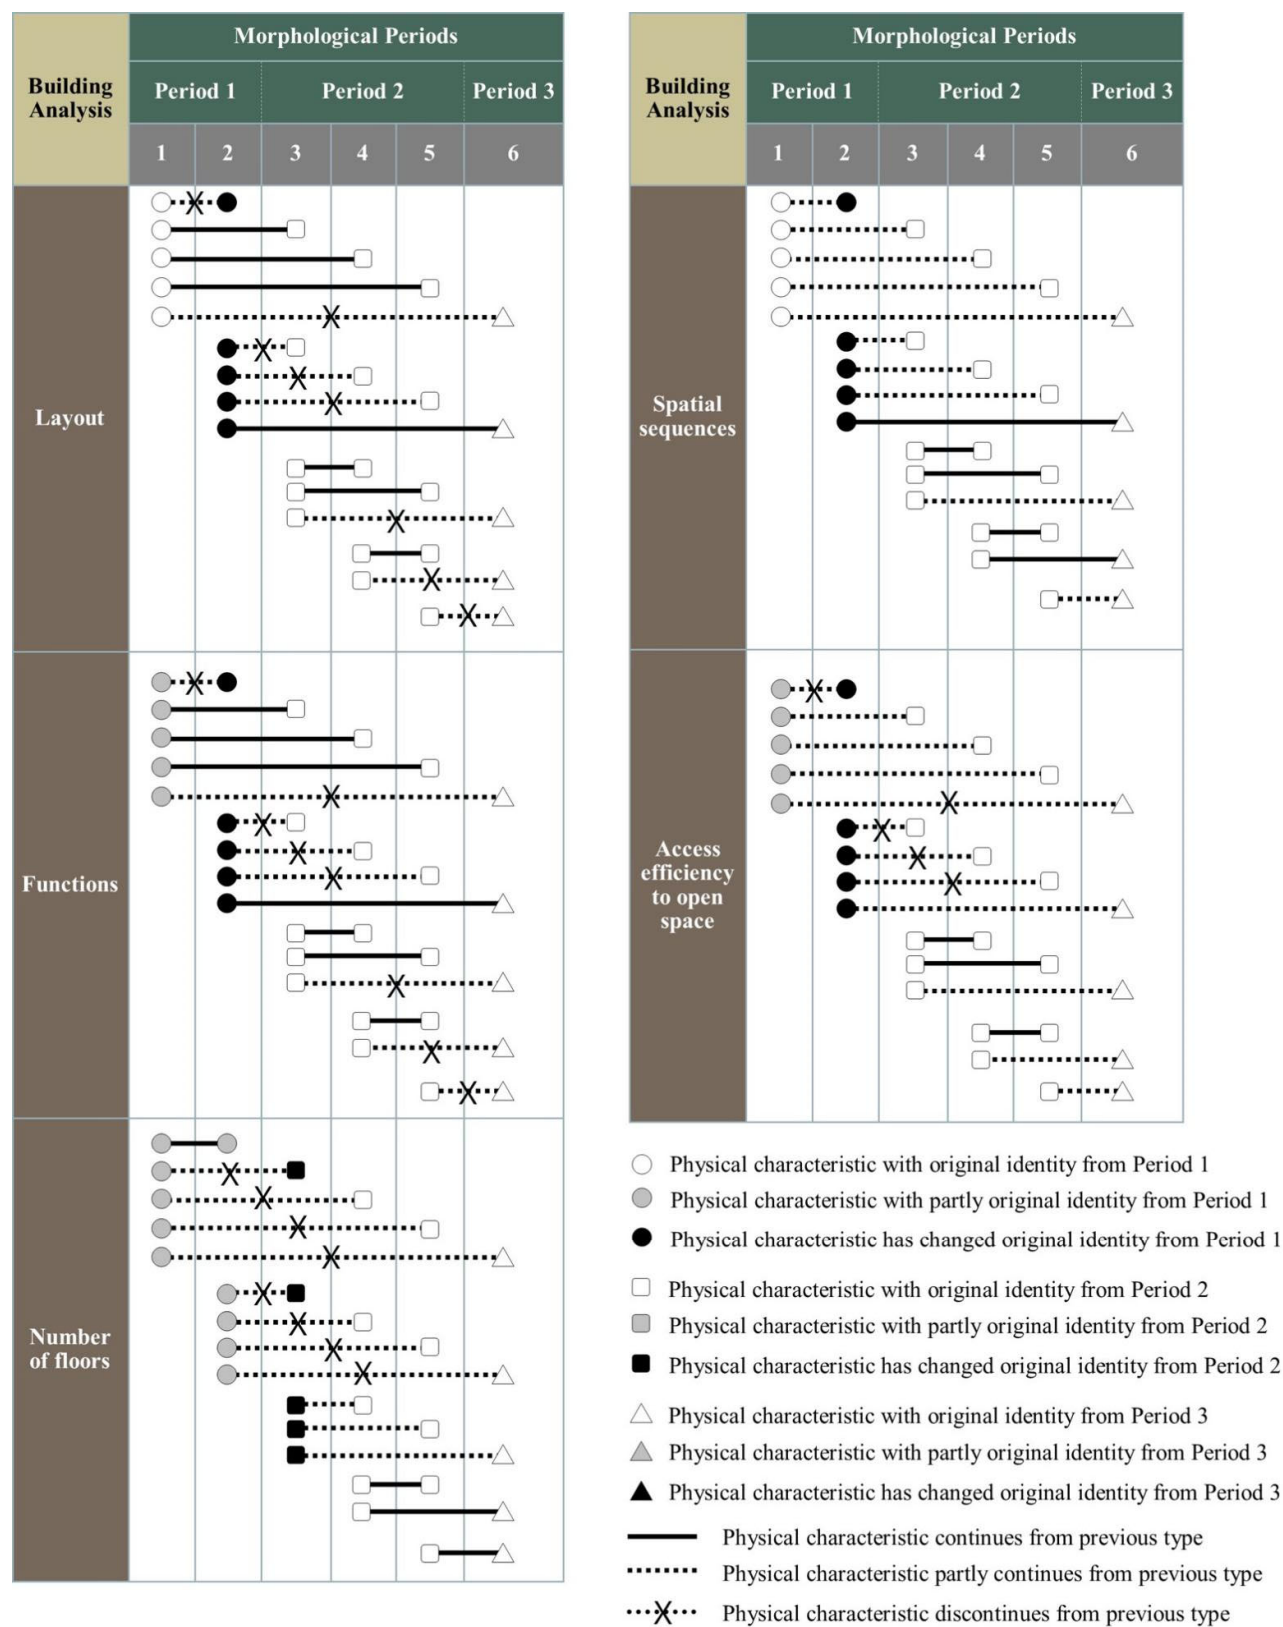 Building
Analysis
Morphological Periods
Period 1
Period 2
Period 3
1
2
3
4
5
6
Layout
Functions
Number
of floors
Building
Analysis
Morphological Periods
Period 1
Period 2
Period 3
1
2
3
4
5
6
Spatial
sequences
Access
efficiency
to open
space
Physical characteristic with original identity from Period 1
Physical characteristic with partly original identity from Period 1
Physical characteristic has changed original identity from Period 1
Physical characteristic with original identity from Period 2
Physical characteristic with partly original identity from Period 2
Physical characteristic has changed original identity from Period 2
Physical characteristic with original identity from Period 3
Physical characteristic with partly original identity from Period 3
Physical characteristic has changed original identity from Period 3
Physical characteristic continues from previous type
Physical characteristic partly continues from previous type
Physical characteristic discontinues from previous type